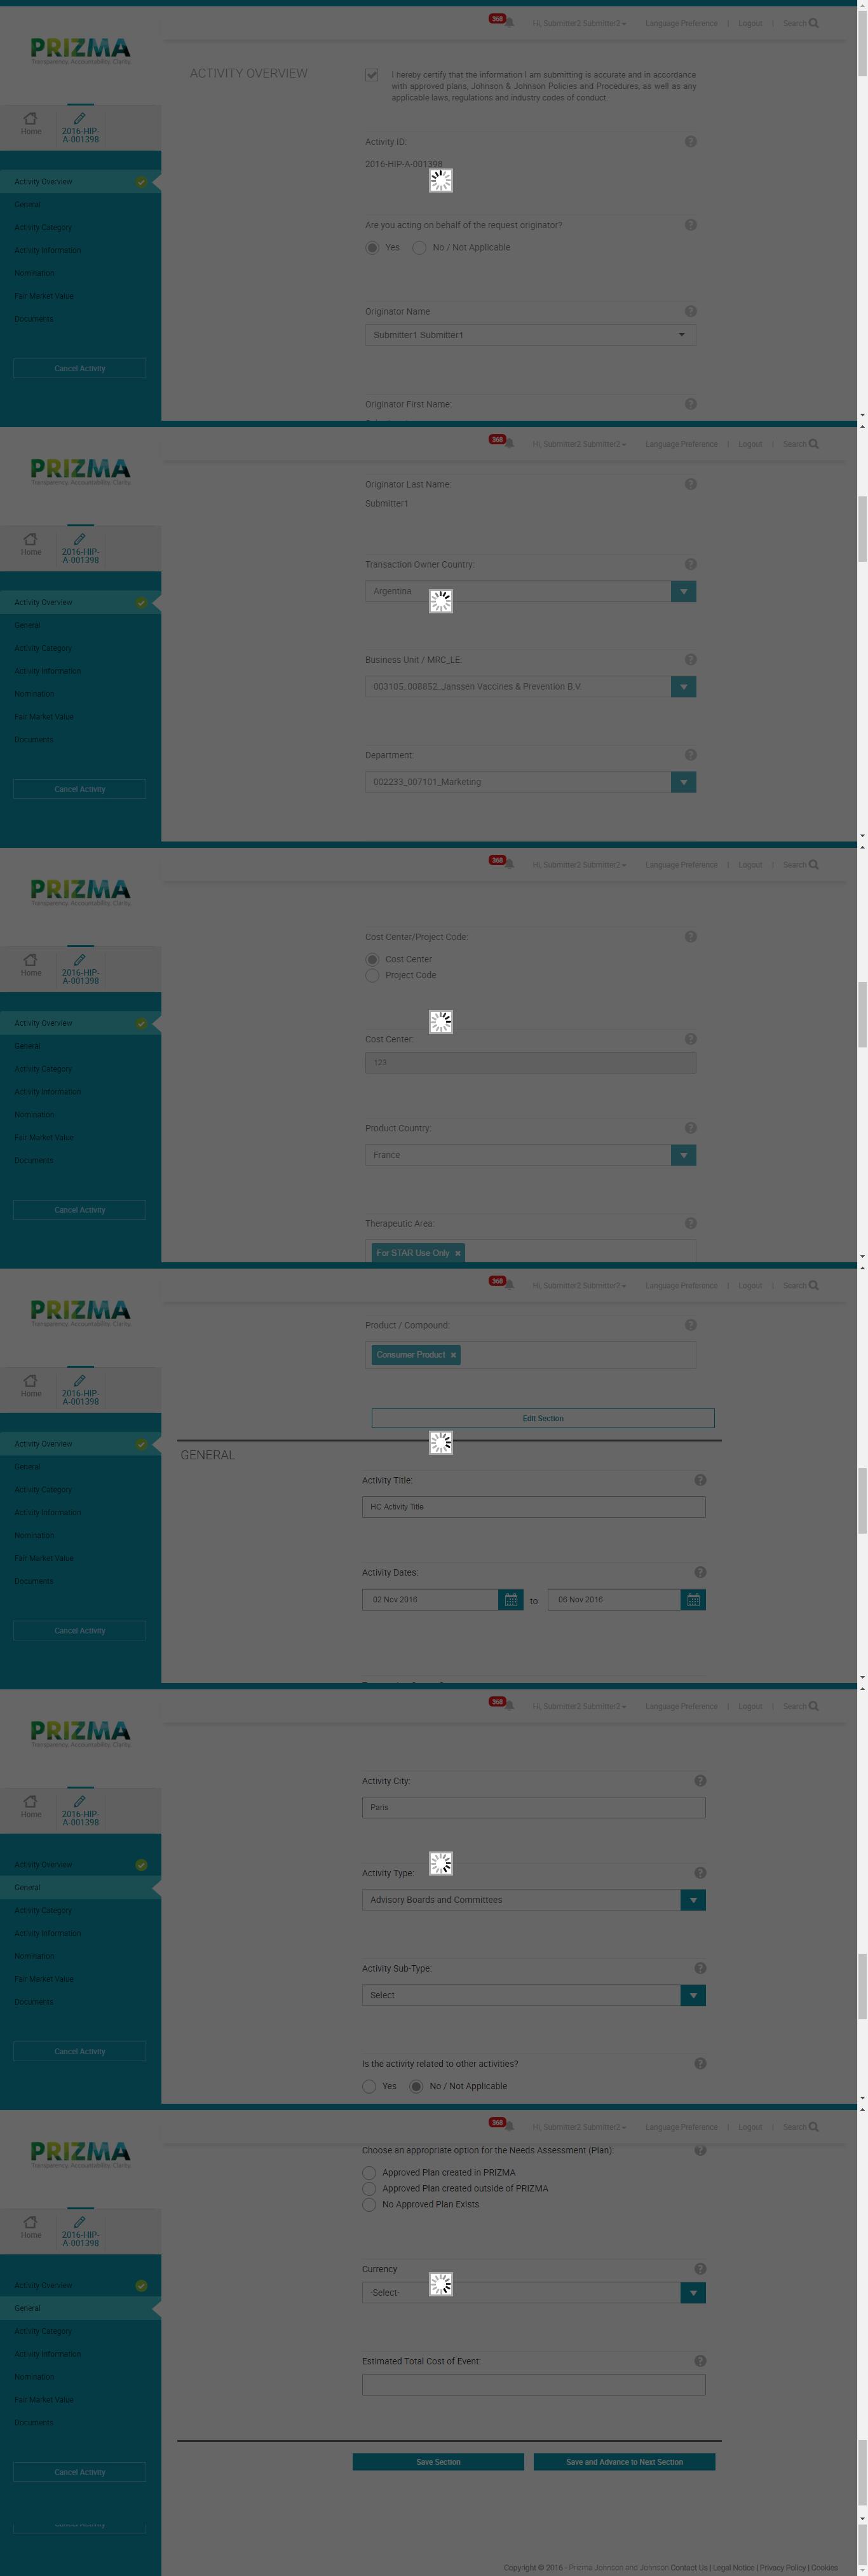 368
Hi, Submitter2 Submitter2
Language Preference | Logout | Search
PRIZMA
Transparency. Accountability. Clarity.
Home
2016-HIP-
A-001398
Activity Overview
General
Activity Category
Activity Information
Nomination
Fair Market Value
Documents
Cancel Activity
ACTIVITY OVERVIEW
I hereby certify that the information I am submitting is accurate and in accordance
with approved plans, Johnson & Johnson Policies and Procedures, as well as any
applicable laws, regulations and industry codes of conduct.
Activity ID:
2016-HIP-A-001398
Are you acting on behalf of the request originator?
Yes
No / Not Applicable
Originator Name
Submitter1 Submitter1
Originator First Name:
368
Hi, Submitter2 Submitter2
Language Preference | Logout | Search
PRIZMA
Transparency. Accountability. Clarity.
Home
2016-HIP-
A-001398
Activity Overview
General
Activity Category
Activity Information
Nomination
Fair Market Value
Documents
Cancel Activity
Originator Last Name:
Submitter1
Transaction Owner Country:
Argentina
Business Unit / MRC_LE:
003105_008852_Janssen Vaccines & Prevention B.V.
Department:
002233_007101_Marketing
368
Hi, Submitter2 Submitter2
Language Preference | Logout | Search
PRIZMA
Transparency. Accountability. Clarity.
Home
2016-HIP-
A-001398
Activity Overview
General
Activity Category
Activity Information
Nomination
Fair Market Value
Documents
Cancel Activity
Cost Center/Project Code:
Cost Center
Project Code
Cost Center:
123
Product Country:
France
Therapeutic Area:
For STAR Use Only ×
368
Hi, Submitter2 Submitter2
Language Preference | Logout | Search
PRIZMA
Transparency. Accountability. Clarity.
Home
2016-HIP-
A-001398
Activity Overview
General
Activity Category
Activity Information
Nomination
Fair Market Value
Documents
Cancel Activity
Product / Compound:
Consumer Product ×
Edit Section
GENERAL
Activity Title:
HC Activity Title
Activity Dates:
02 Nov 2016
to
06 Nov 2016
368
Hi, Submitter2 Submitter2
Language Preference | Logout | Search
PRIZMA
Transparency. Accountability. Clarity.
Home
2016-HIP-
A-001398
Activity Overview
General
Activity Category
Activity Information
Nomination
Fair Market Value
Documents
Cancel Activity
Activity City:
Paris
Activity Type:
Advisory Boards and Committees
Activity Sub-Type:
Select
Is the activity related to other activities?
Yes
No / Not Applicable
368
Hi, Submitter2 Submitter2
Language Preference | Logout | Search
PRIZMA
Transparency. Accountability. Clarity.
Home
2016-HIP-
A-001398
Activity Overview
General
Activity Category
Activity Information
Nomination
Fair Market Value
Documents
Cancel Activity
Choose an appropriate option for the Needs Assessment (Plan):
Approved Plan created in PRIZMA
Approved Plan created outside of PRIZMA
No Approved Plan Exists
Currency
-Select-
Estimated Total Cost of Event:
Save Section
Save and Advance to Next Section
Copyright © 2016 - Prizma Johnson and Johnson Contact Us | Legal Notice | Privacy Policy | Cookies